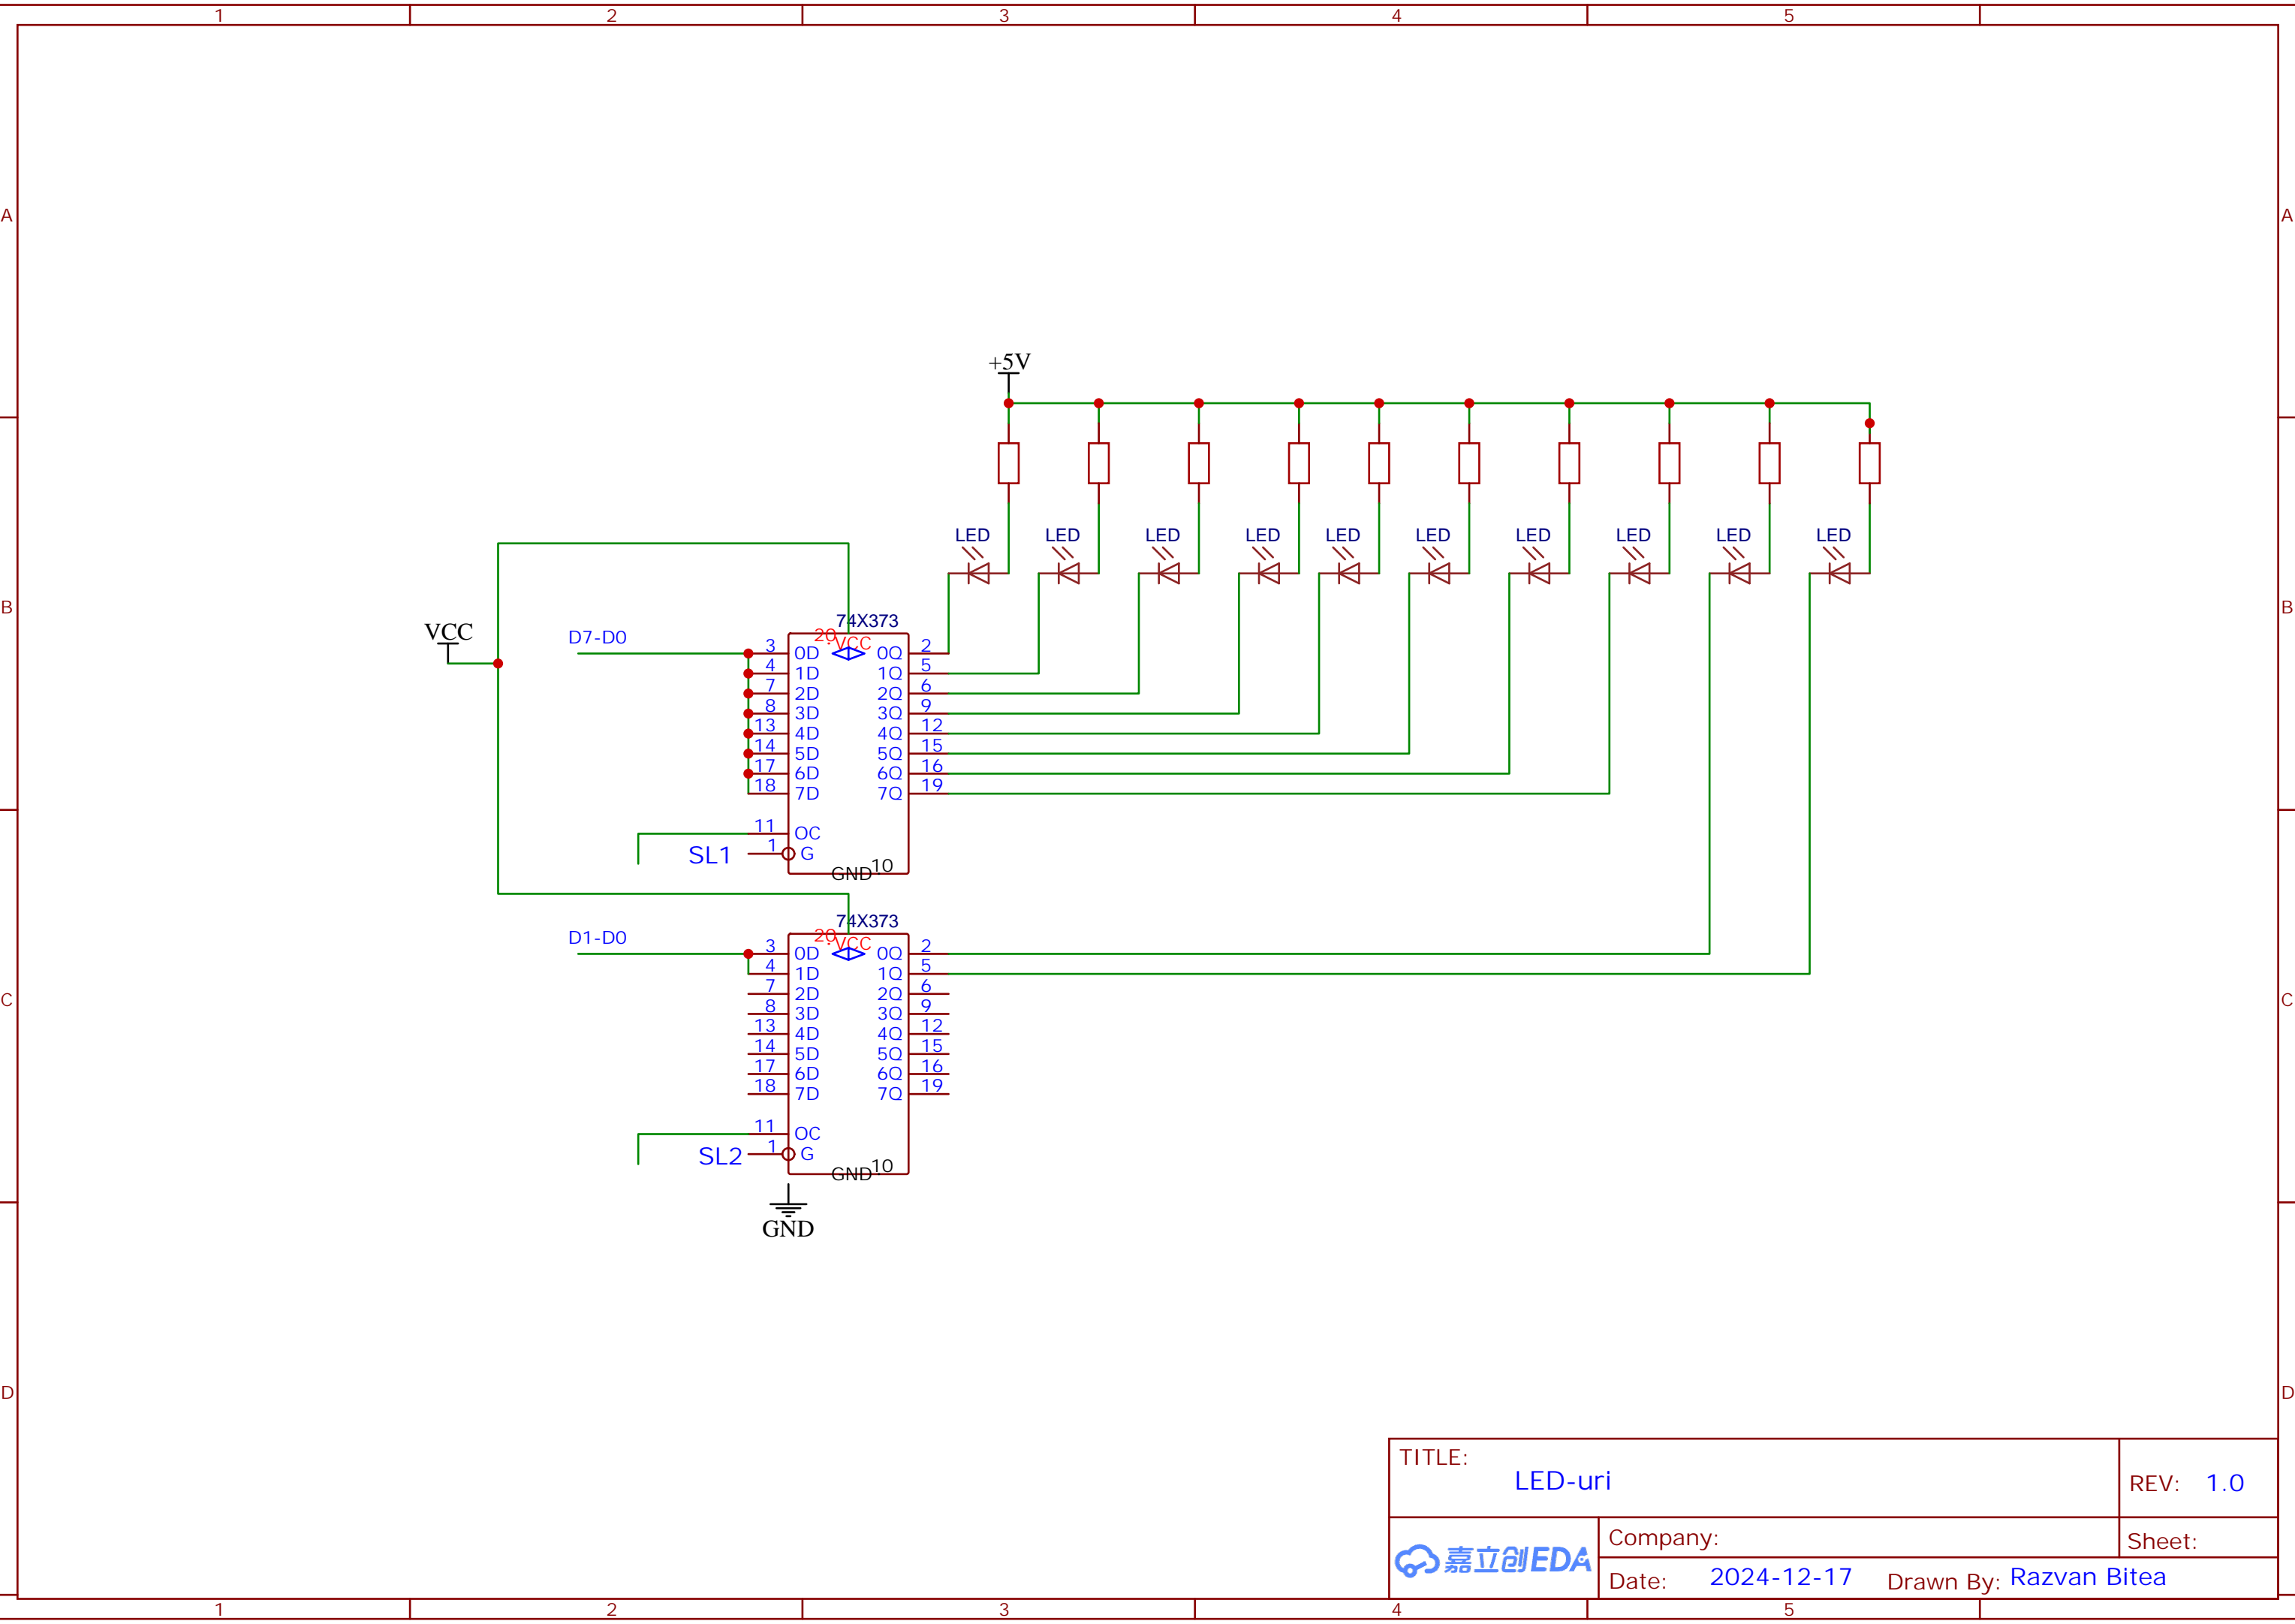 1 2 3 4 5
A A
+5V
LED LED LED LED LED LED LED LED LED LED
B B
VCC
74X373
20 VCC
D7-D0
3 0D 0Q 2
4 1D 1Q 5
7 2D 2Q 6
8 3D 3Q 9
13 4D 4Q 12
14 5D 5Q 15
17 6D 6Q 16
18 7D 7Q 19
11 OC
SL1 1 G
GND 10
74X373
20 VCC
D1-D0
3 0D 0Q 2
4 1D 1Q 5
7 2D 2Q 6
C C
8 3D 3Q 9
13 4D 4Q 12
14 5D 5Q 15
17 6D 6Q 16
18 7D 7Q 19
11 OC
SL2 1 G
GND 10
GND
D D
TITLE:
LED-uri
REV: 1.0
嘉立创EDA
Company:
Sheet:
Date: 2024-12-17 Drawn By: Razvan Bitea
1 2 3 4 5